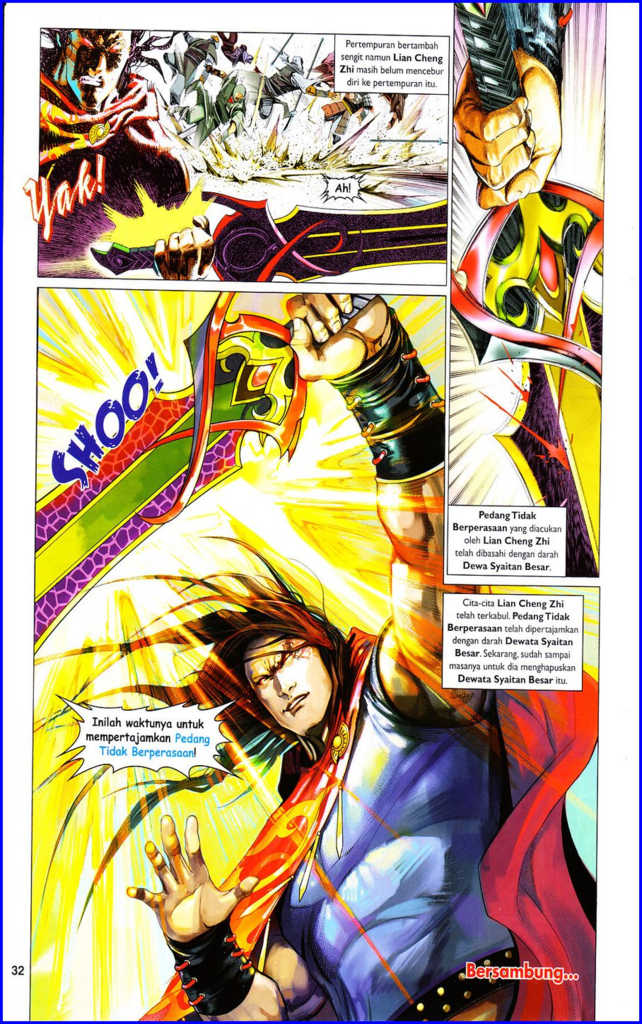 Pertempuran bertambah
sengit namun Lian Cheng
Zhi masih belum mencebur
diri ke pertempuran itu.
Yak!
Ah!
Pedang Tidak
Berperasaan yang diacukan
oleh Lian Cheng Zhi
telah dibasahi dengan darah
Dewa Syaitan Besar.
SHOO!
Cita-cita Lian Cheng Zhi
telah terkabul. Pedang Tidak
Berperasaan telah dipertajamkan
dengan darah Dewata Syaitan
Besar. Sekarang, sudah sampai
masanya untuk dia menghapuskan
Dewata Syaitan Besar itu.
Inilah waktunya untuk
mempertajamkan Pedang
Tidak Berperasaan!
32
Bersambung...